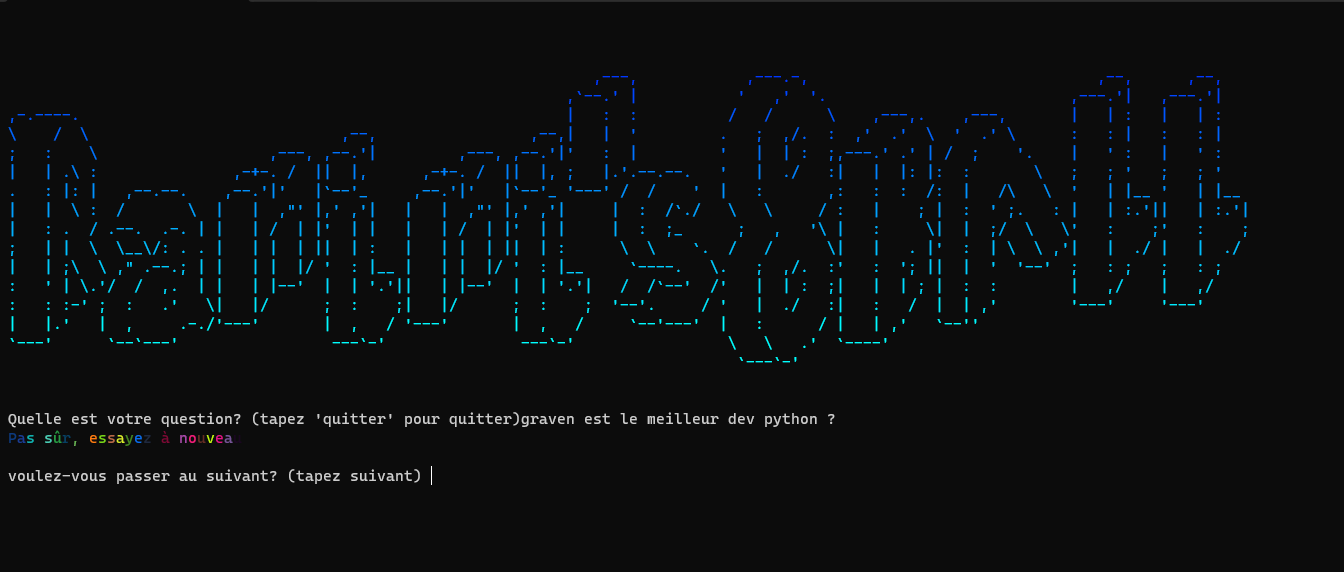 Quelle est votre question? (tapez 'quitter' pour quitter)graven est le meilleur dev python ?
Pas sûr, essayez à nouvea
voulez-vous passer au suivant? (tapez suivant)